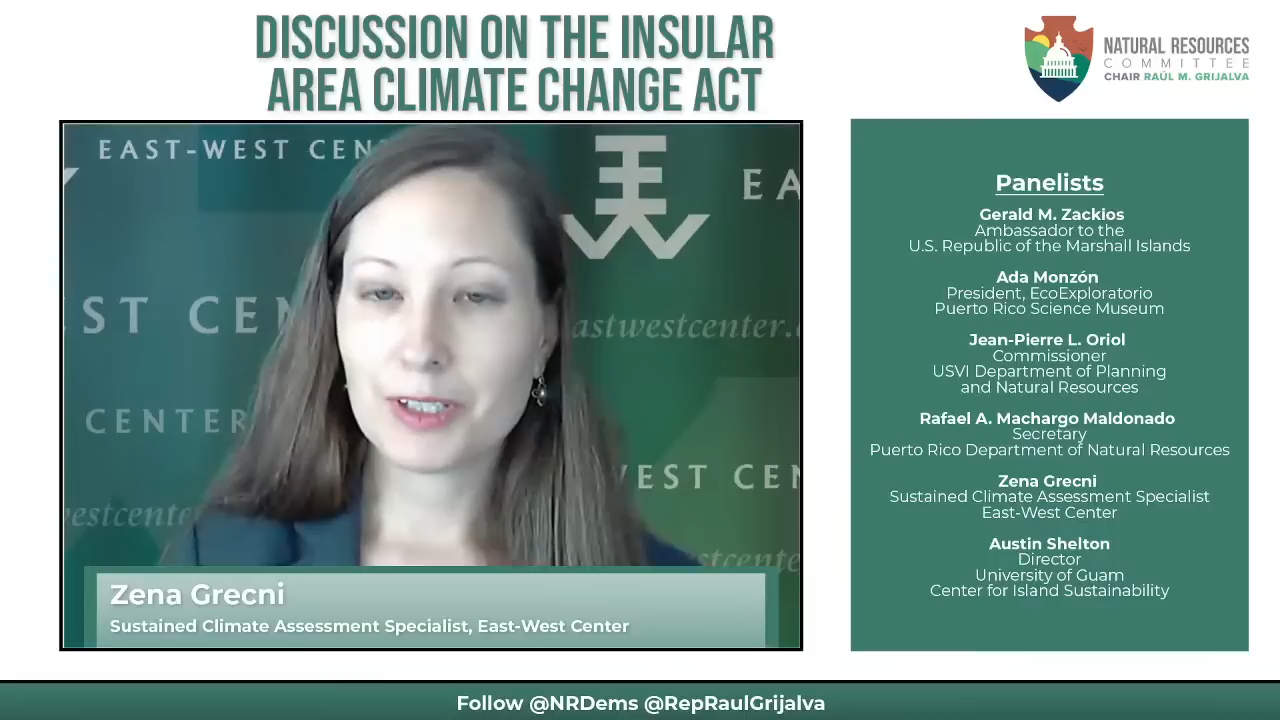 DISCUSSION ON THE INSULAR
AREA CLIMATE CHANGE ACT
NATURAL RESOURCES
COMMITTEE
CHAIR RAÚL M. GRIJALVA
EAST-WEST CEN
EA
ST CEN
astwestcenter.
CENTER
EST CEN
estcente
stcente
Zena Grecni
Sustained Climate Assessment Specialist, East-West Center
Panelists
Gerald M. Zackios
Ambassador to the
U.S. Republic of the Marshall Islands
Ada Monzón
President, EcoExploratorio
Puerto Rico Science Museum
Jean-Pierre L. Oriol
Commissioner
USVI Department of Planning
and Natural Resources
Rafael A. Machargo Maldonado
Secretary
Puerto Rico Department of Natural Resources
Zena Grecni
Sustained Climate Assessment Specialist
East-West Center
Austin Shelton
Director
University of Guam
Center for Island Sustainability
Follow @NRDems @RepRaulGrijalva